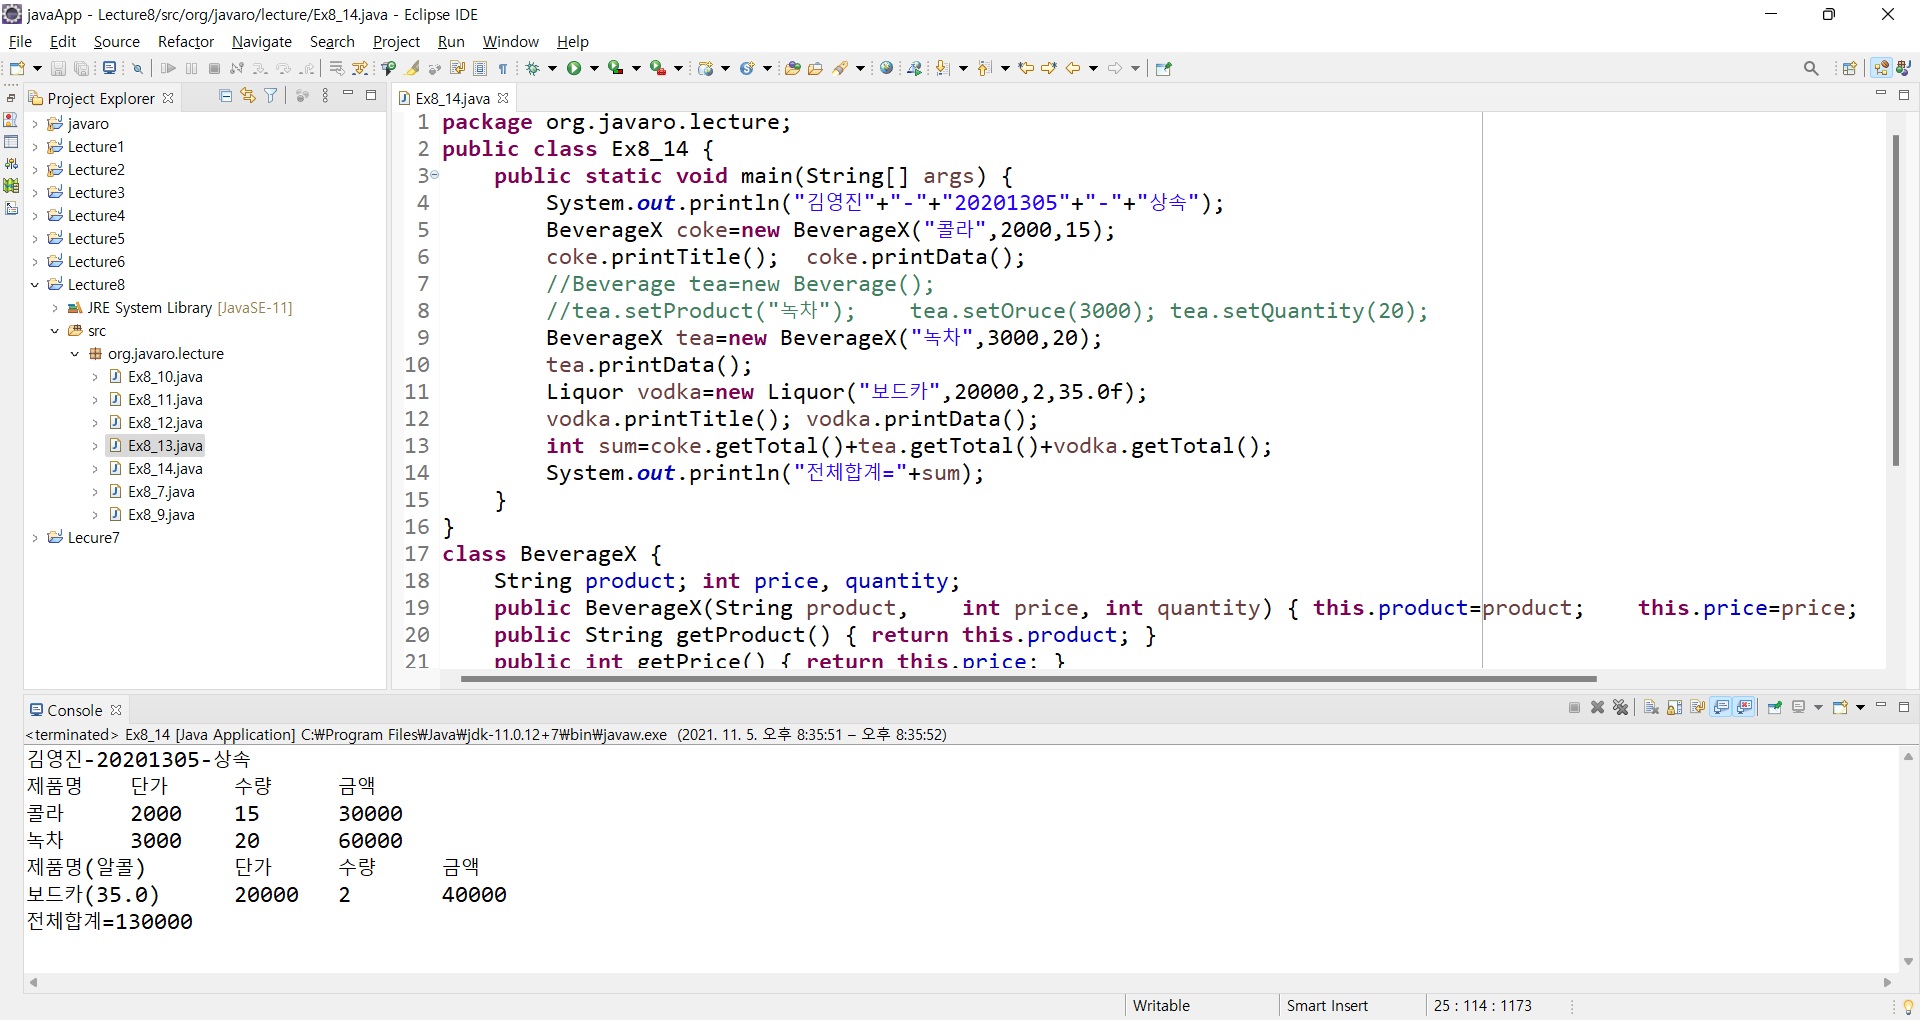 javaApp - Lecture8/src/org/javaro/lecture/Ex8_14.java - Eclipse IDE
File Edit Source Refactor Navigate Search Project Run Window Help
Project Explorer
javaro
Lecture1
Lecture2
Lecture3
Lecture4
Lecture5
Lecture6
Lecture8
JRE System Library [JavaSE-11]
src
org.javaro.lecture
Ex8_10.java
Ex8_11.java
Ex8_12.java
Ex8_13.java
Ex8_14.java
Ex8_7.java
Ex8_9.java
Lecure7
Ex8_14.java
1 package org.javaro.lecture;
2 public class Ex8_14 {
3 public static void main(String[] args) {
4 System.out.println("김영진"+"-"+"20201305"+"-"+"상속");
5 BeverageX coke=new BeverageX("콜라",2000,15);
6 coke.printTitle(); coke.printData();
7 //Beverage tea=new Beverage();
8 //tea.setProduct("녹차"); tea.setOruce(3000); tea.setQuantity(20);
9 BeverageX tea=new BeverageX("녹차",3000,20);
10 tea.printData();
11 Liquor vodka=new Liquor("보드카",20000,2,35.0f);
12 vodka.printTitle(); vodka.printData();
13 int sum=coke.getTotal()+tea.getTotal()+vodka.getTotal();
14 System.out.println("전체합계="+sum);
15 }
16 }
17 class BeverageX {
18 String product; int price, quantity;
19 public BeverageX(String product, int price, int quantity) { this.product=product; this.price=price;
20 public String getProduct() { return this.product; }
21 public int getPrice() { return this.price; }
Console
<terminated> Ex8_14 [Java Application] C:₩Program Files₩Java₩jdk-11.0.12+7₩bin₩javaw.exe (2021. 11. 5. 오후 8:35:51 – 오후 8:35:52)
김영진-20201305-상속
제품명 단가 수량 금액
콜라 2000 15 30000
녹차 3000 20 60000
제품명(알콜) 단가 수량 금액
보드카(35.0) 20000 2 40000
전체합계=130000
Writable Smart Insert 25 : 114 : 1173